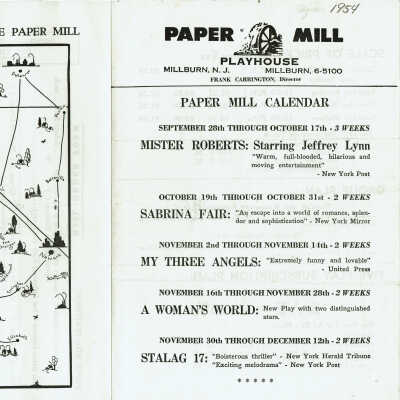 1954
E PAPER MILL
PAPER MILL
PLAYHOUSE
MILLBURN, N. J. MILLBURN, 6-5100
FRANK CARRINGTON, Director
PAPER MILL CALENDAR
SEPTEMBER 28th THROUGH OCTOBER 17th - 3 WEEKS
MISTER ROBERTS: Starring Jeffrey Lynn
"Warm, full-blooded, hilarious and
moving entertainment"
- New York Post
OCTOBER 19th THROUGH OCTOBER 31st - 2 WEEKS
SABRINA FAIR: "An escape into a world of romance, splen-
dor and sophistication" - New York Mirror
NOVEMBER 2nd THROUGH NOVEMBER 14th - 2 WEEKS
MY THREE ANGELS: "Extremely funny and lovable"
- United Press
NOVEMBER 16th THROUGH NOVEMBER 28th - 2 WEEKS
A WOMAN'S WORLD: New Play with two distinguished
stars.
NOVEMBER 30th THROUGH DECEMBER 12th - 2 WEEKS
STALAG 17: "Boisterous thriller" - New York Herald Tribune
"Exciting melodrama" - New York Post
* * * * *